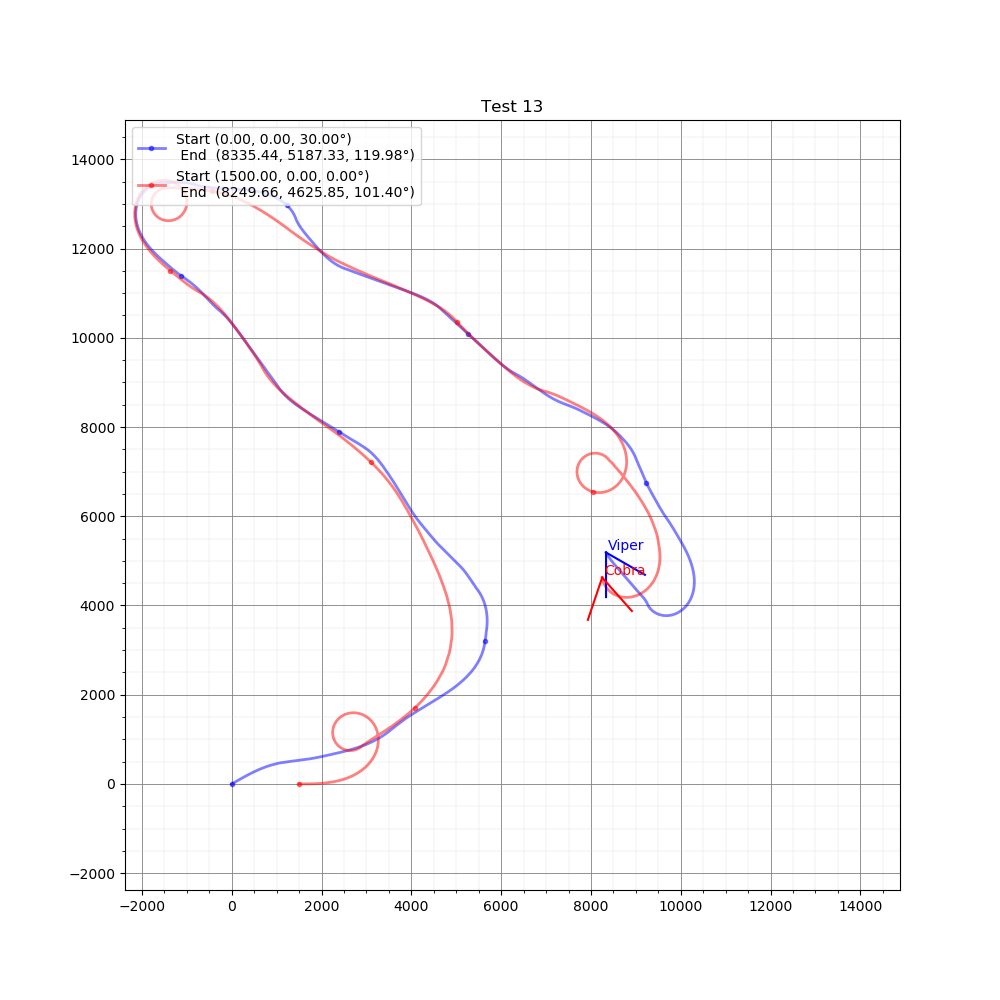 Test 13
Start (0.00, 0.00, 30.00°)
End  (8335.44, 5187.33, 119.98°)
Start (1500.00, 0.00, 0.00°)
End  (8249.66, 4625.85, 101.40°)
14000
12000
10000
8000
6000
4000
2000
0
−2000
Viper
Cobra
−2000 0 2000 4000 6000 8000 10000 12000 14000